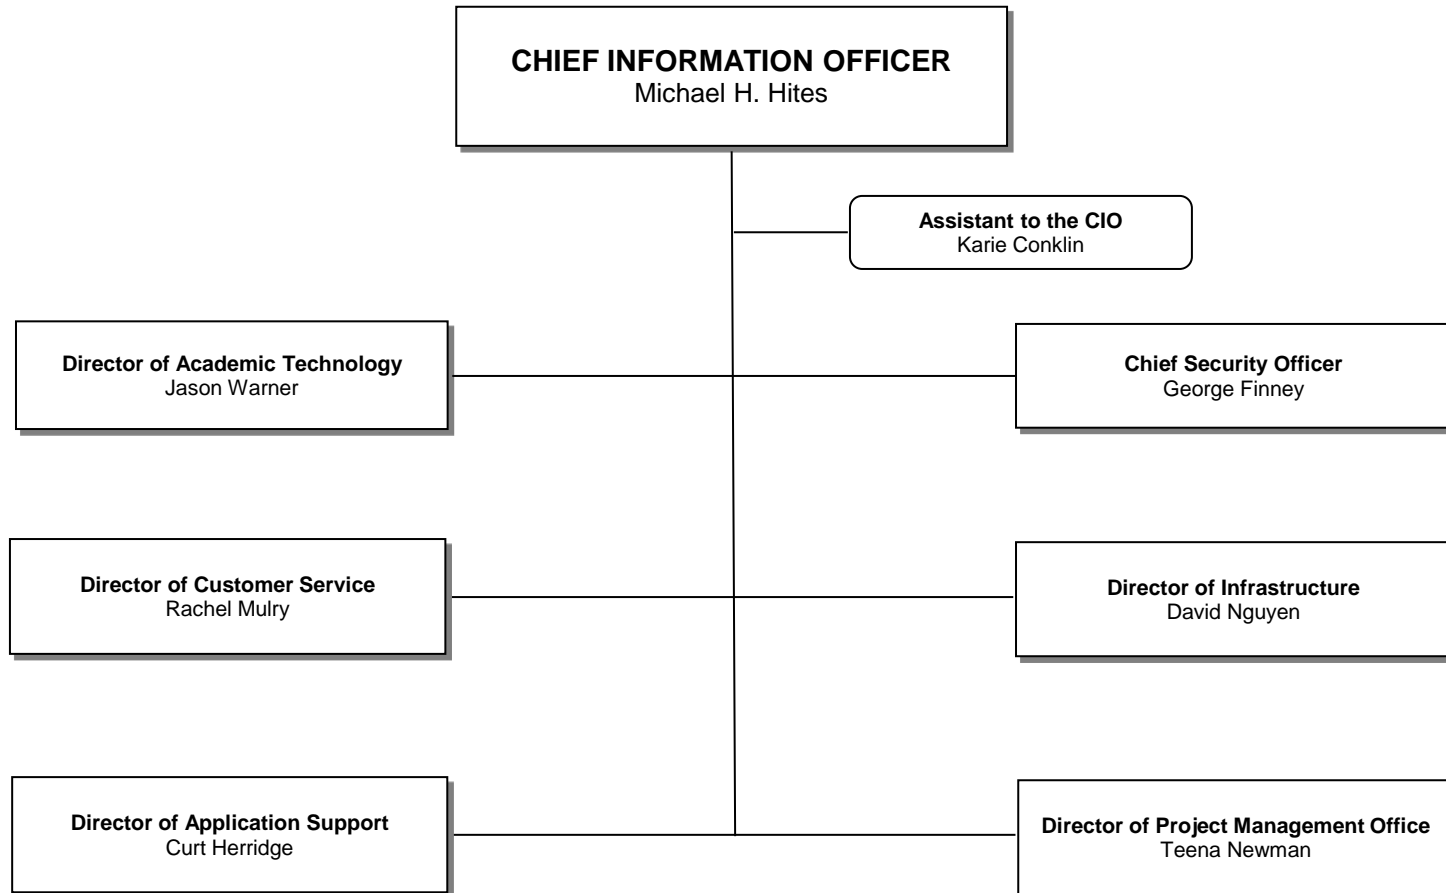 CHIEF INFORMATION OFFICER
Michael H. Hites
Assistant to the CIO
Karie Conklin
Director of Academic Technology
Jason Warner
Chief Security Officer
George Finney
Director of Customer Service
Rachel Mulry
Director of Infrastructure
David Nguyen
Director of Application Support
Curt Herridge
Director of Project Management Office
Teena Newman